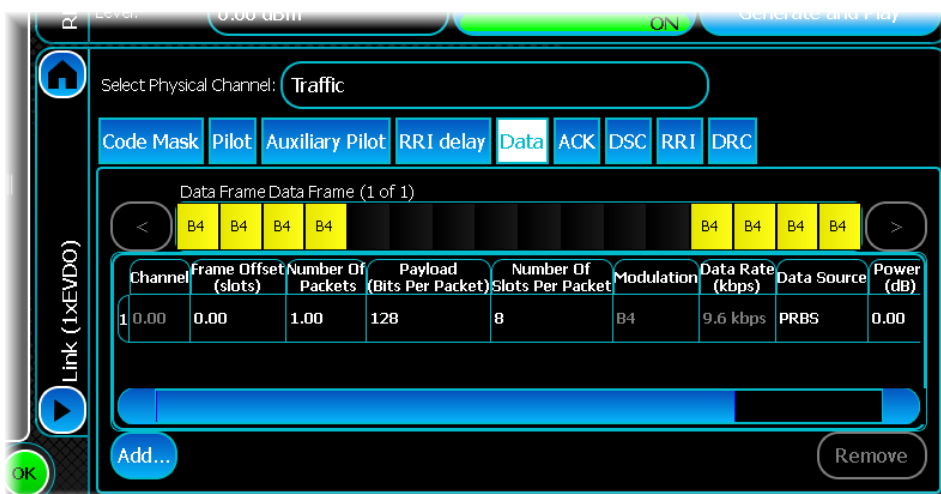 Level:
0.00 dBm
ON
Generate and Play
Select Physical Channel: Traffic
Code Mask Pilot Auxiliary Pilot RRI delay Data ACK DSC RRI DRC
Data Frame Data Frame (1 of 1)
< B4 B4 B4 B4 B4 B4 B4 B4 >
Channel Frame Offset (slots) Number Of Packets Payload (Bits Per Packet) Number Of Slots Per Packet Modulation Data Rate (kbps) Data Source Power (dB)
1 0.00 0.00 1.00 128 8 B4 9.6 kbps PRBS 0.00
Link (1xEVDO)
Add...
Remove
OK